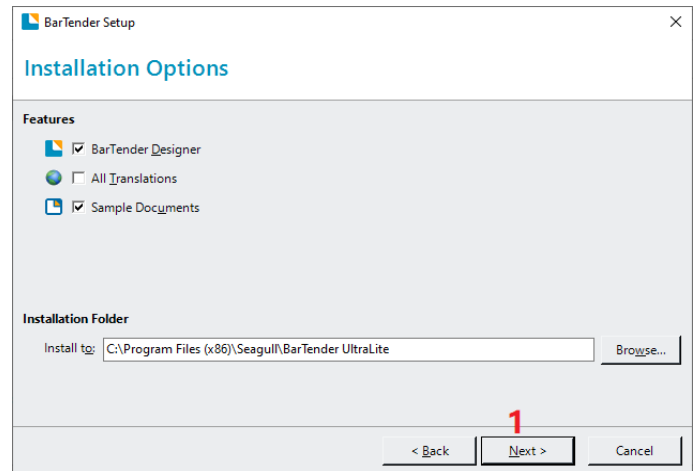 BarTender Setup
Installation Options
Features
BarTender Designer
All Translations
Sample Documents
Installation Folder
Install to: C:\Program Files (x86)\Seagull\BarTender UltraLite Browse...
1
< Back Next > Cancel